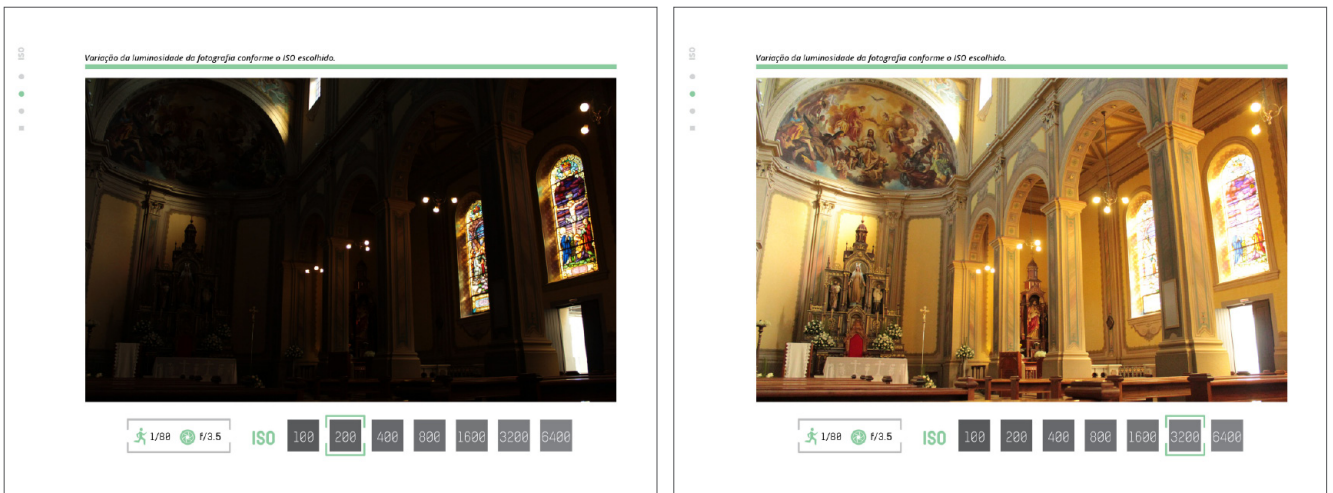 ISO
Variação da luminosidade da fotografia conforme o ISO escolhido.
1/80 f/3.5 ISO 100 200 400 800 1600 3200 6400
ISO
Variação da luminosidade da fotografia conforme o ISO escolhido.
1/80 f/3.5 ISO 100 200 400 800 1600 3200 6400